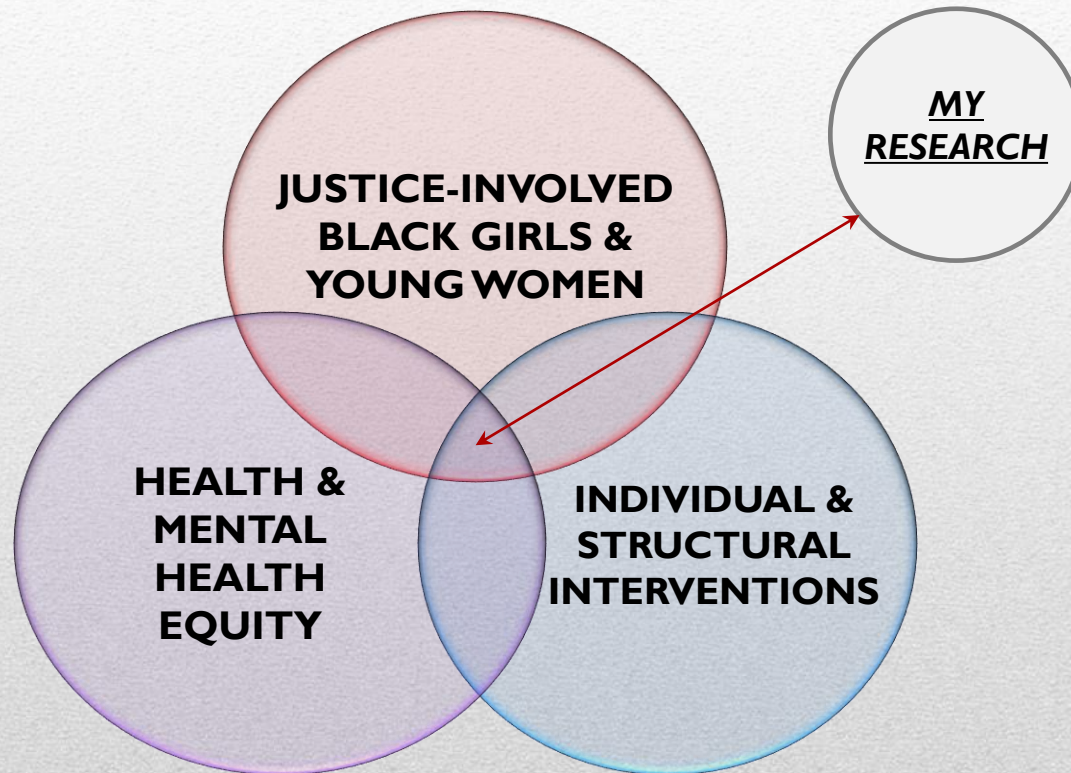 MY
RESEARCH
JUSTICE-INVOLVED
BLACK GIRLS &
YOUNG WOMEN
HEALTH &
MENTAL
HEALTH
EQUITY
INDIVIDUAL &
STRUCTURAL
INTERVENTIONS